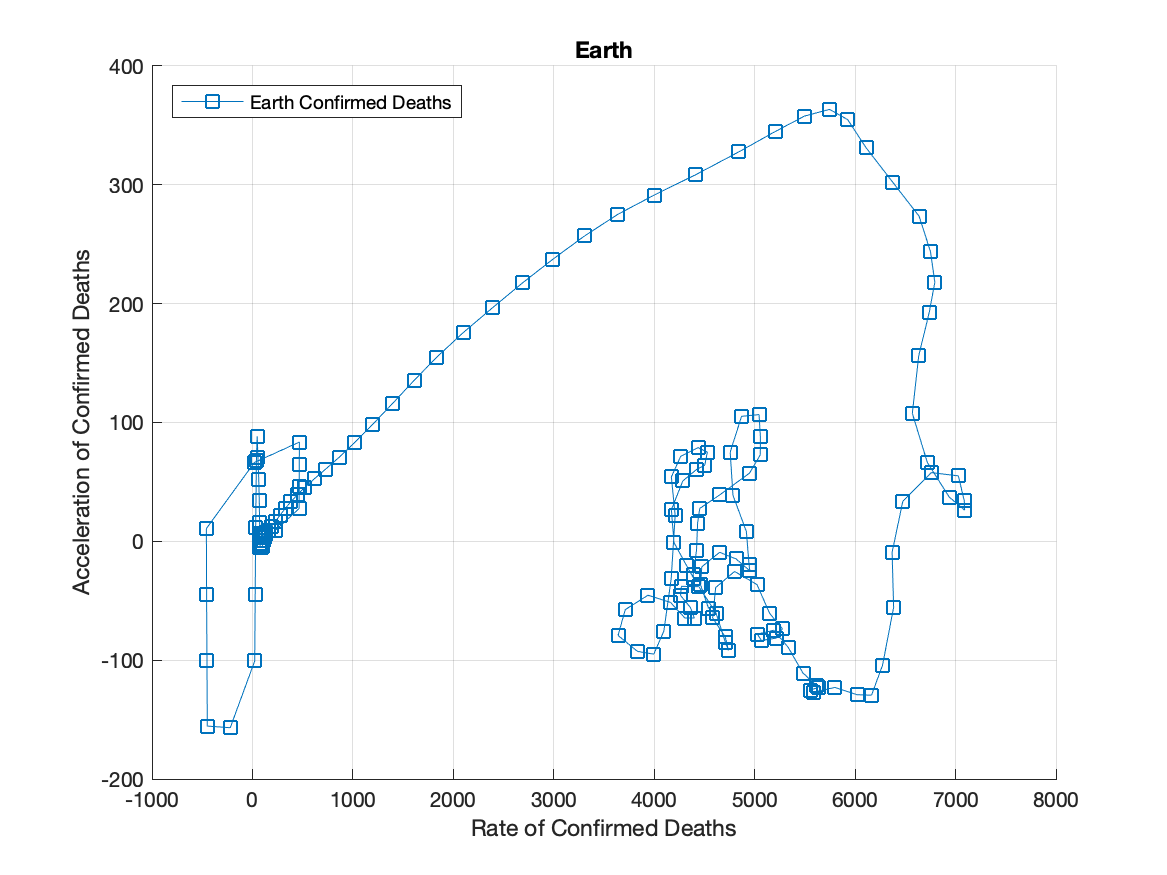 Earth
400
Earth Confirmed Deaths
300
200
100
0
-100
-200
Acceleration of Confirmed Deaths
-1000 0 1000 2000 3000 4000 5000 6000 7000 8000
Rate of Confirmed Deaths